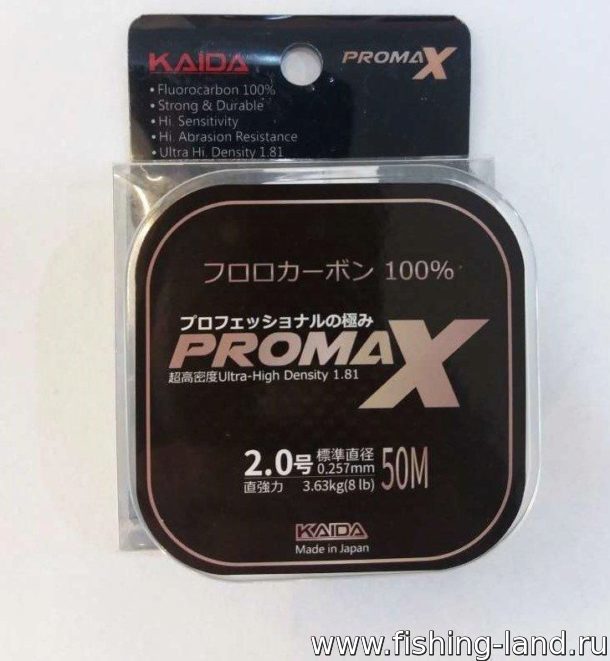 KAIDA PROMAX
• Fluorocarbon 100%
• Strong & Durable
• Hi. Sensitivity
• Hi. Abrasion Resistance
• Ultra Hi. Density 1.81
フロロカーボン 100%
プロフェッショナルの極み
PROMAX
超高密度Ultra-High Density 1.81
2.0号 標準直径 0.257mm 50M
直強力 3.63kg(8 lb)
KAIDA
Made in Japan
www.fishing-land.ru